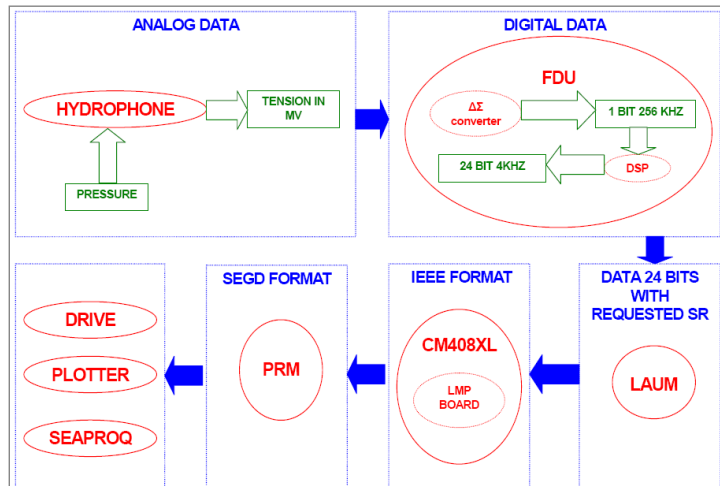 ANALOG DATA
HYDROPHONE
TENSION IN
MV
PRESSURE
DIGITAL DATA
FDU
ΔΣ
converter
1 BIT 256 KHZ
DSP
24 BIT 4KHZ
DATA 24 BITS
WITH
REQUESTED SR
LAUM
IEEE FORMAT
CM408XL
LMP
BOARD
SEGD FORMAT
PRM
DRIVE
PLOTTER
SEAPROQ